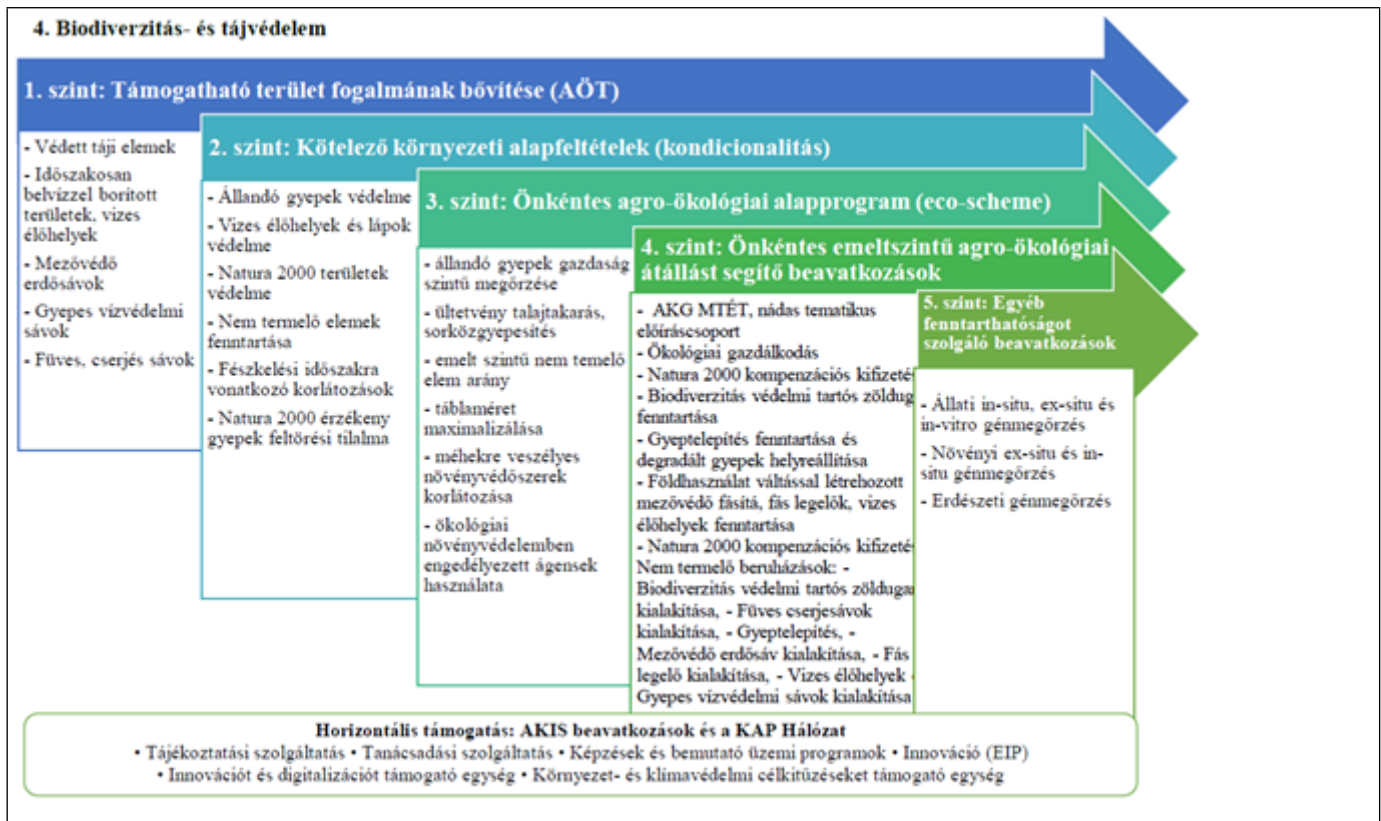 4. Biodiverzitás- és tájvédelem
1. szint: Támogatható terület fogalmának bővítése (AÖT)
- Védett táji elemek
- Időszakosan
belvízzel borított
területek, vizes
élőhelyek
- Mezővédő
erdősávok
- Gyepes vízvédelmi
sávok
- Füves, cserjés sávok
2. szint: Kötelező környezeti alapfeltételek (kondicionalitás)
- Állandó gyepek védelme
- Vizes élőhelyek és lápok
védelme
- Natura 2000 területek
védelme
- Nem termelő elemek
fenntartása
- Fészkelési időszakra
vonatkozó korlátozások
- Natura 2000 érzékeny
gyepek feltörési tilalma
3. szint: Önkéntes agro-ökológiai alapprogram (eco-scheme)
- állandó gyepek gazdaság
szintű megőrzése
- ültetvény talajtakarás,
sorközgyepesítés
- emelt szintű nem temelő
elem arány
- táblaméret
maximalizálása
- méhekre veszélyes
növényvédőszerek
korlátozása
- ökológiai
növényvédelemben
engedélyezett ágensek
használata
4. szint: Önkéntes emeltszintű agro-ökológiai
átállást segítő beavatkozások
- AKG MTÉT, nádas tematikus
előíráscsoport
- Ökológiai gazdálkodás
- Natura 2000 kompenzációs kifizeté
- Biodiverzitás védelmi tartós zöldug
fenntartása
- Gyeptelepítés fenntartása és
degradált gyepek helyreállítása
- Földhasználat váltással létrehozott
mezővédő fásítá, fás legelők, vizes
élőhelyek fenntartása
- Natura 2000 kompenzációs kifizeté
Nem termelő beruházások: -
Biodiverzitás védelmi tartós zöldugar
kialakítása, - Füves cserjesávok
kialakítása, - Gyeptelepítés, -
Mezővédő erdősáv kialakítása, - Fás
legelő kialakítása, - Vizes élőhelyek
Gyepes vízvédelmi sávok kialakítása
5. szint: Egyéb
fenntarthatóságot
szolgáló beavatkozások
- Állati in-situ, ex-situ és
in-vitro génmegőrzés
- Növényi ex-situ és in-
situ génmegőrzés
- Erdészeti génmegőrzés
Horizontális támogatás: AKIS beavatkozások és a KAP Hálózat
• Tájékoztatási szolgáltatás • Tanácsadási szolgáltatás • Képzések és bemutató üzemi programok • Innováció (EIP)
• Innovációt és digitalizációt támogató egység • Környezet- és klímavédelmi célkitűzéseket támogató egység